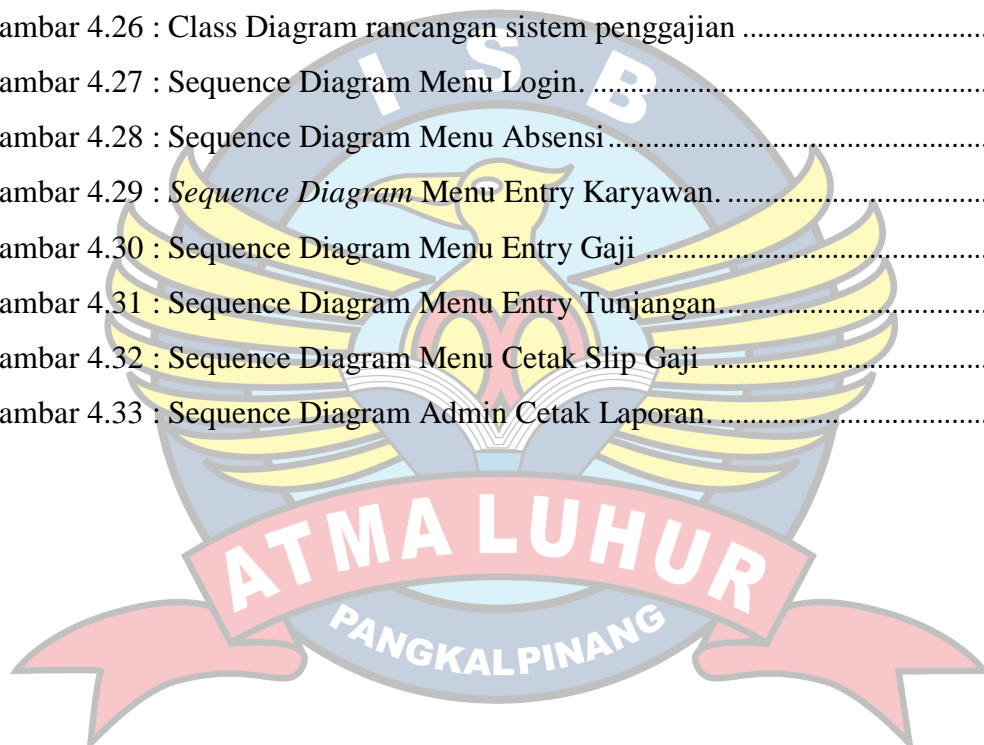 ambar 4.26 : Class Diagram rancangan sistem penggajian ..................................
ambar 4.27 : Sequence Diagram Menu Login. ......................................................
ambar 4.28 : Sequence Diagram Menu Absensi....................................................
ambar 4.29 : Sequence Diagram Menu Entry Karyawan. ....................................
ambar 4.30 : Sequence Diagram Menu Entry Gaji ...............................................
ambar 4.31 : Sequence Diagram Menu Entry Tunjangan.....................................
ambar 4.32 : Sequence Diagram Menu Cetak Slip Gaji ......................................
ambar 4.33 : Sequence Diagram Admin Cetak Laporan. .....................................
I S B
ATMA LUHUR
PANGKALPINANG